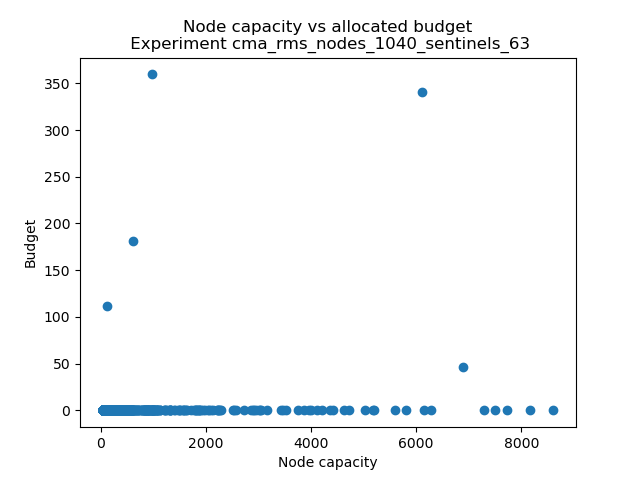 Node capacity vs allocated budget
Experiment cma_rms_nodes_1040_sentinels_63
350
300
250
200
150
100
50
0
Budget
0 2000 4000 6000 8000
Node capacity